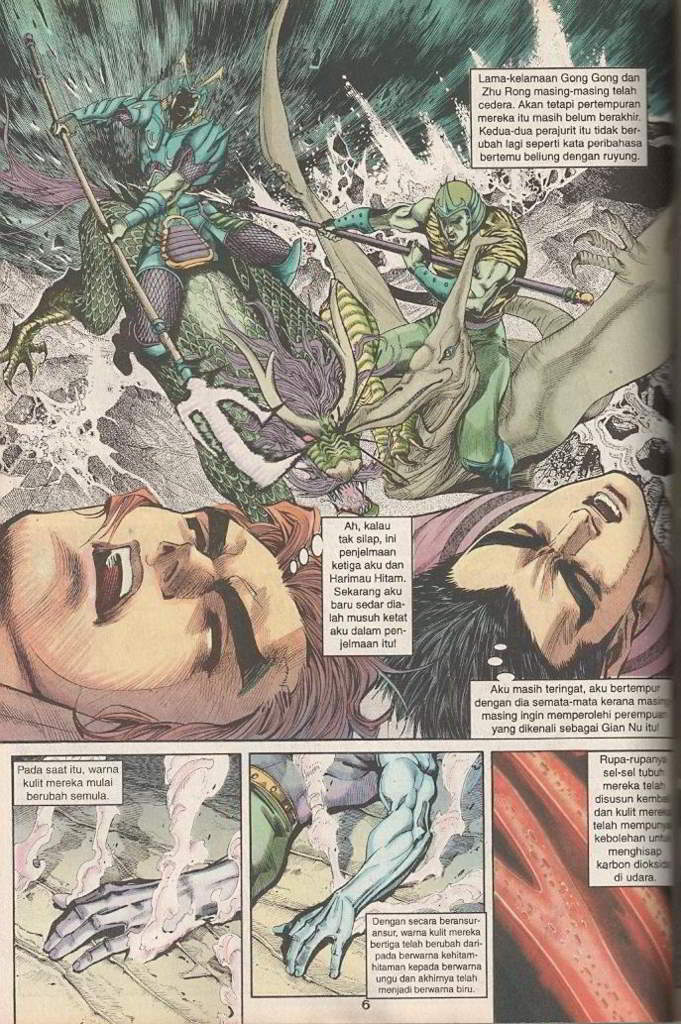 Lama-kelamaan Gong Gong dan
Zhu Rong masing-masing telah
cedera. Akan tetapi pertempuran
mereka itu masih belum berakhir.
Kedua-dua perajurit itu tidak ber-
ubah lagi seperti kata peribahasa
bertemu beliung dengan ruyung.
Ah, kalau
tak silap, ini
penjelmaan
ketiga aku dan
Harimau Hitam.
Sekarang aku
baru sedar dia-
lah musuh ketat
aku dalam pen-
jelmaan itu!
Aku masih teringat, aku bertempur
dengan dia semata-mata kerana masing
masing ingin memperolehi perempuan
yang dikenali sebagai Gian Nu itu!
Pada saat itu, warna
kulit mereka mulai
berubah semula.
Dengan secara beransur-
ansur, warna kulit mereka
bertiga telah berubah dari-
pada berwarna kehitam-
hitaman kepada berwarna
ungu dan akhirnya telah
menjadi berwarna biru.
Rupa-rupanya
sel-sel tubuh
mereka telah
disusun kembali
dan kulit mereka
telah mempunyai
kebolehan untuk
menghisap
karbon dioksida
di udara.
6